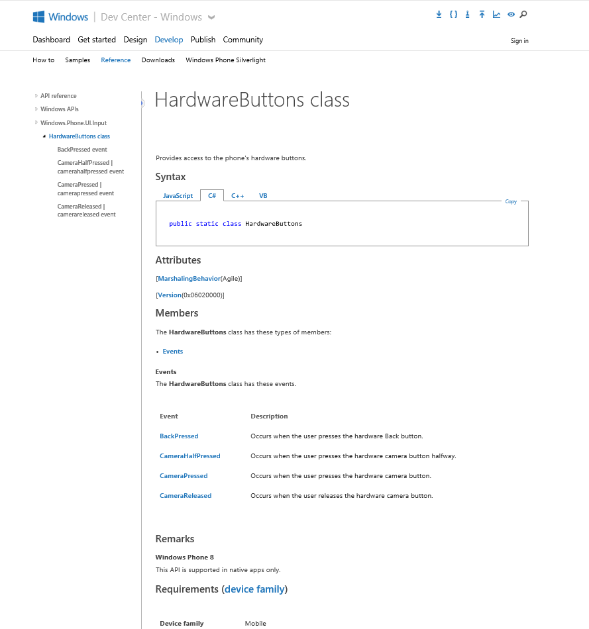 Windows | Dev Center - Windows
Dashboard Get started Design Develop Publish Community
Sign in
How to Samples Reference Downloads Windows Phone Silverlight
API reference
Windows APIs
Windows.Phone.UI.Input
HardwareButtons class
BackPressed event
CameraHalfPressed |
camerahalfpressed event
CameraPressed |
camerapressed event
CameraReleased |
camerareleased event
HardwareButtons class
Provides access to the phone's hardware buttons.
Syntax
JavaScript C# C++ VB
Copy
public static class HardwareButtons
Attributes
[MarshalingBehavior(Agile)]
[Version(0x06020000)]
Members
The HardwareButtons class has these types of members:
• Events
Events
The HardwareButtons class has these events.
Event Description
BackPressed Occurs when the user presses the hardware Back button.
CameraHalfPressed Occurs when the user presses the hardware camera button halfway.
CameraPressed Occurs when the user presses the hardware camera button.
CameraReleased Occurs when the user releases the hardware camera button.
Remarks
Windows Phone 8
This API is supported in native apps only.
Requirements (device family)
Device family Mobile